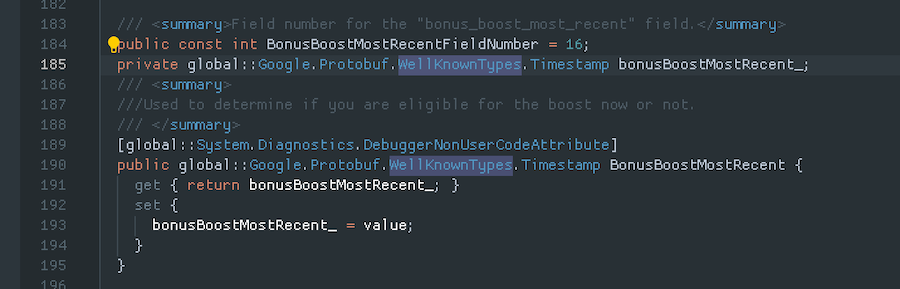 182
183 /// <summary>Field number for the "bonus_boost_most_recent" field.</summary>
184 public const int BonusBoostMostRecentFieldNumber = 16;
185 private global::Google.Protobuf.WellKnownTypes.Timestamp bonusBoostMostRecent_;
186 /// <summary>
187 ///Used to determine if you are eligible for the boost now or not.
188 /// </summary>
189 [global::System.Diagnostics.DebuggerNonUserCodeAttribute]
190 public global::Google.Protobuf.WellKnownTypes.Timestamp BonusBoostMostRecent {
191 get { return bonusBoostMostRecent_; }
192 set {
193 bonusBoostMostRecent_ = value;
194 }
195 }
196